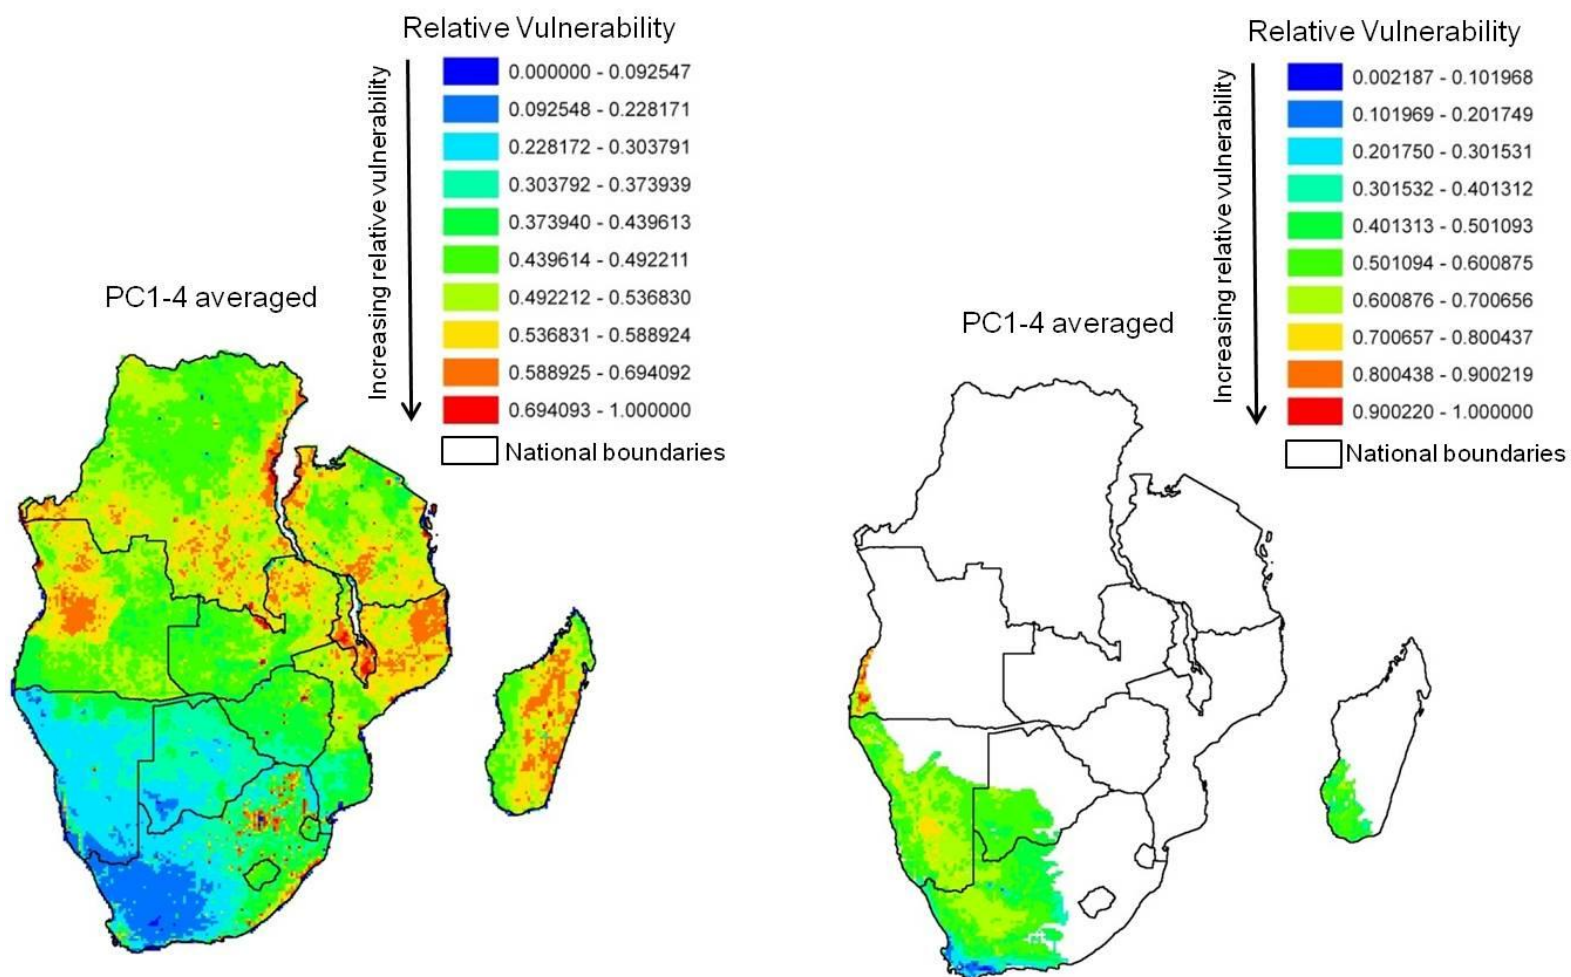 Relative Vulnerability
Increasing relative vulnerability
0.000000 - 0.092547
0.092548 - 0.228171
0.228172 - 0.303791
0.303792 - 0.373939
0.373940 - 0.439613
0.439614 - 0.492211
0.492212 - 0.536830
0.536831 - 0.588924
0.588925 - 0.694092
0.694093 - 1.000000
National boundaries
PC1-4 averaged
Relative Vulnerability
Increasing relative vulnerability
0.002187 - 0.101968
0.101969 - 0.201749
0.201750 - 0.301531
0.301532 - 0.401312
0.401313 - 0.501093
0.501094 - 0.600875
0.600876 - 0.700656
0.700657 - 0.800437
0.800438 - 0.900219
0.900220 - 1.000000
National boundaries
PC1-4 averaged